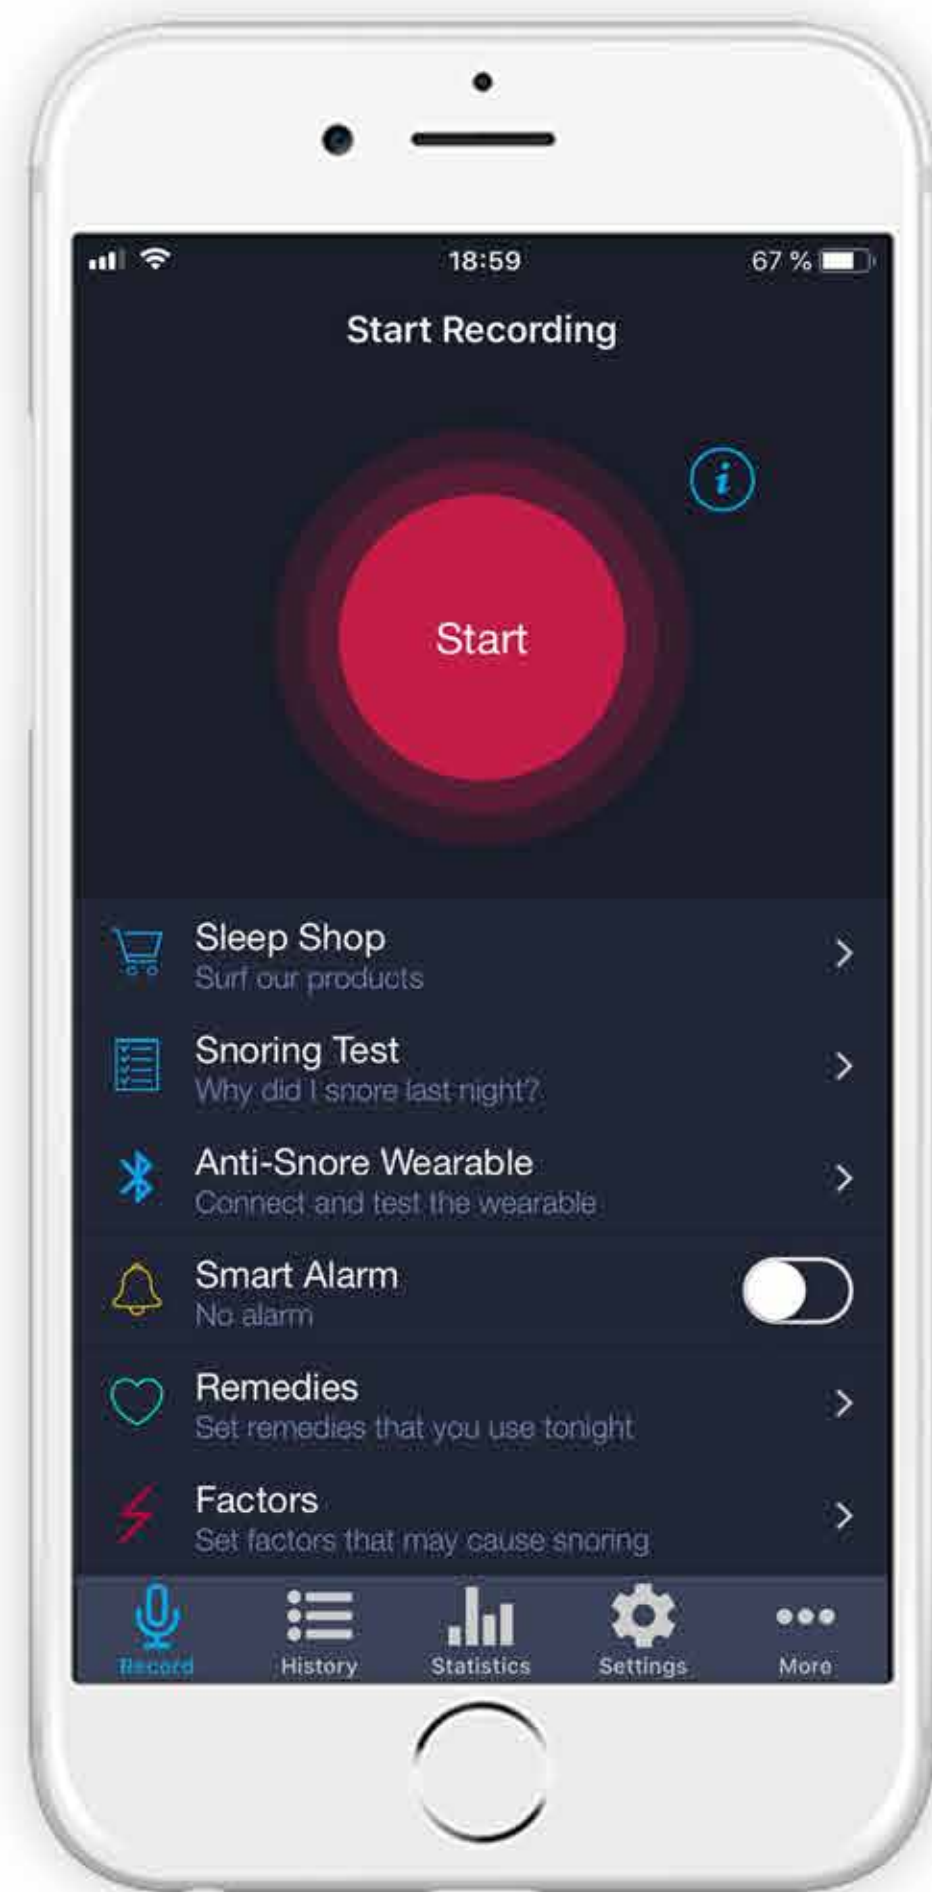 18:59
67 %
Start Recording
i
Start
Sleep Shop
Surf our products
Snoring Test
Why did I snore last night?
Anti-Snore Wearable
Connect and test the wearable
Smart Alarm
No alarm
Remedies
Set remedies that you use tonight
Factors
Set factors that may cause snoring
Record History Statistics Settings More